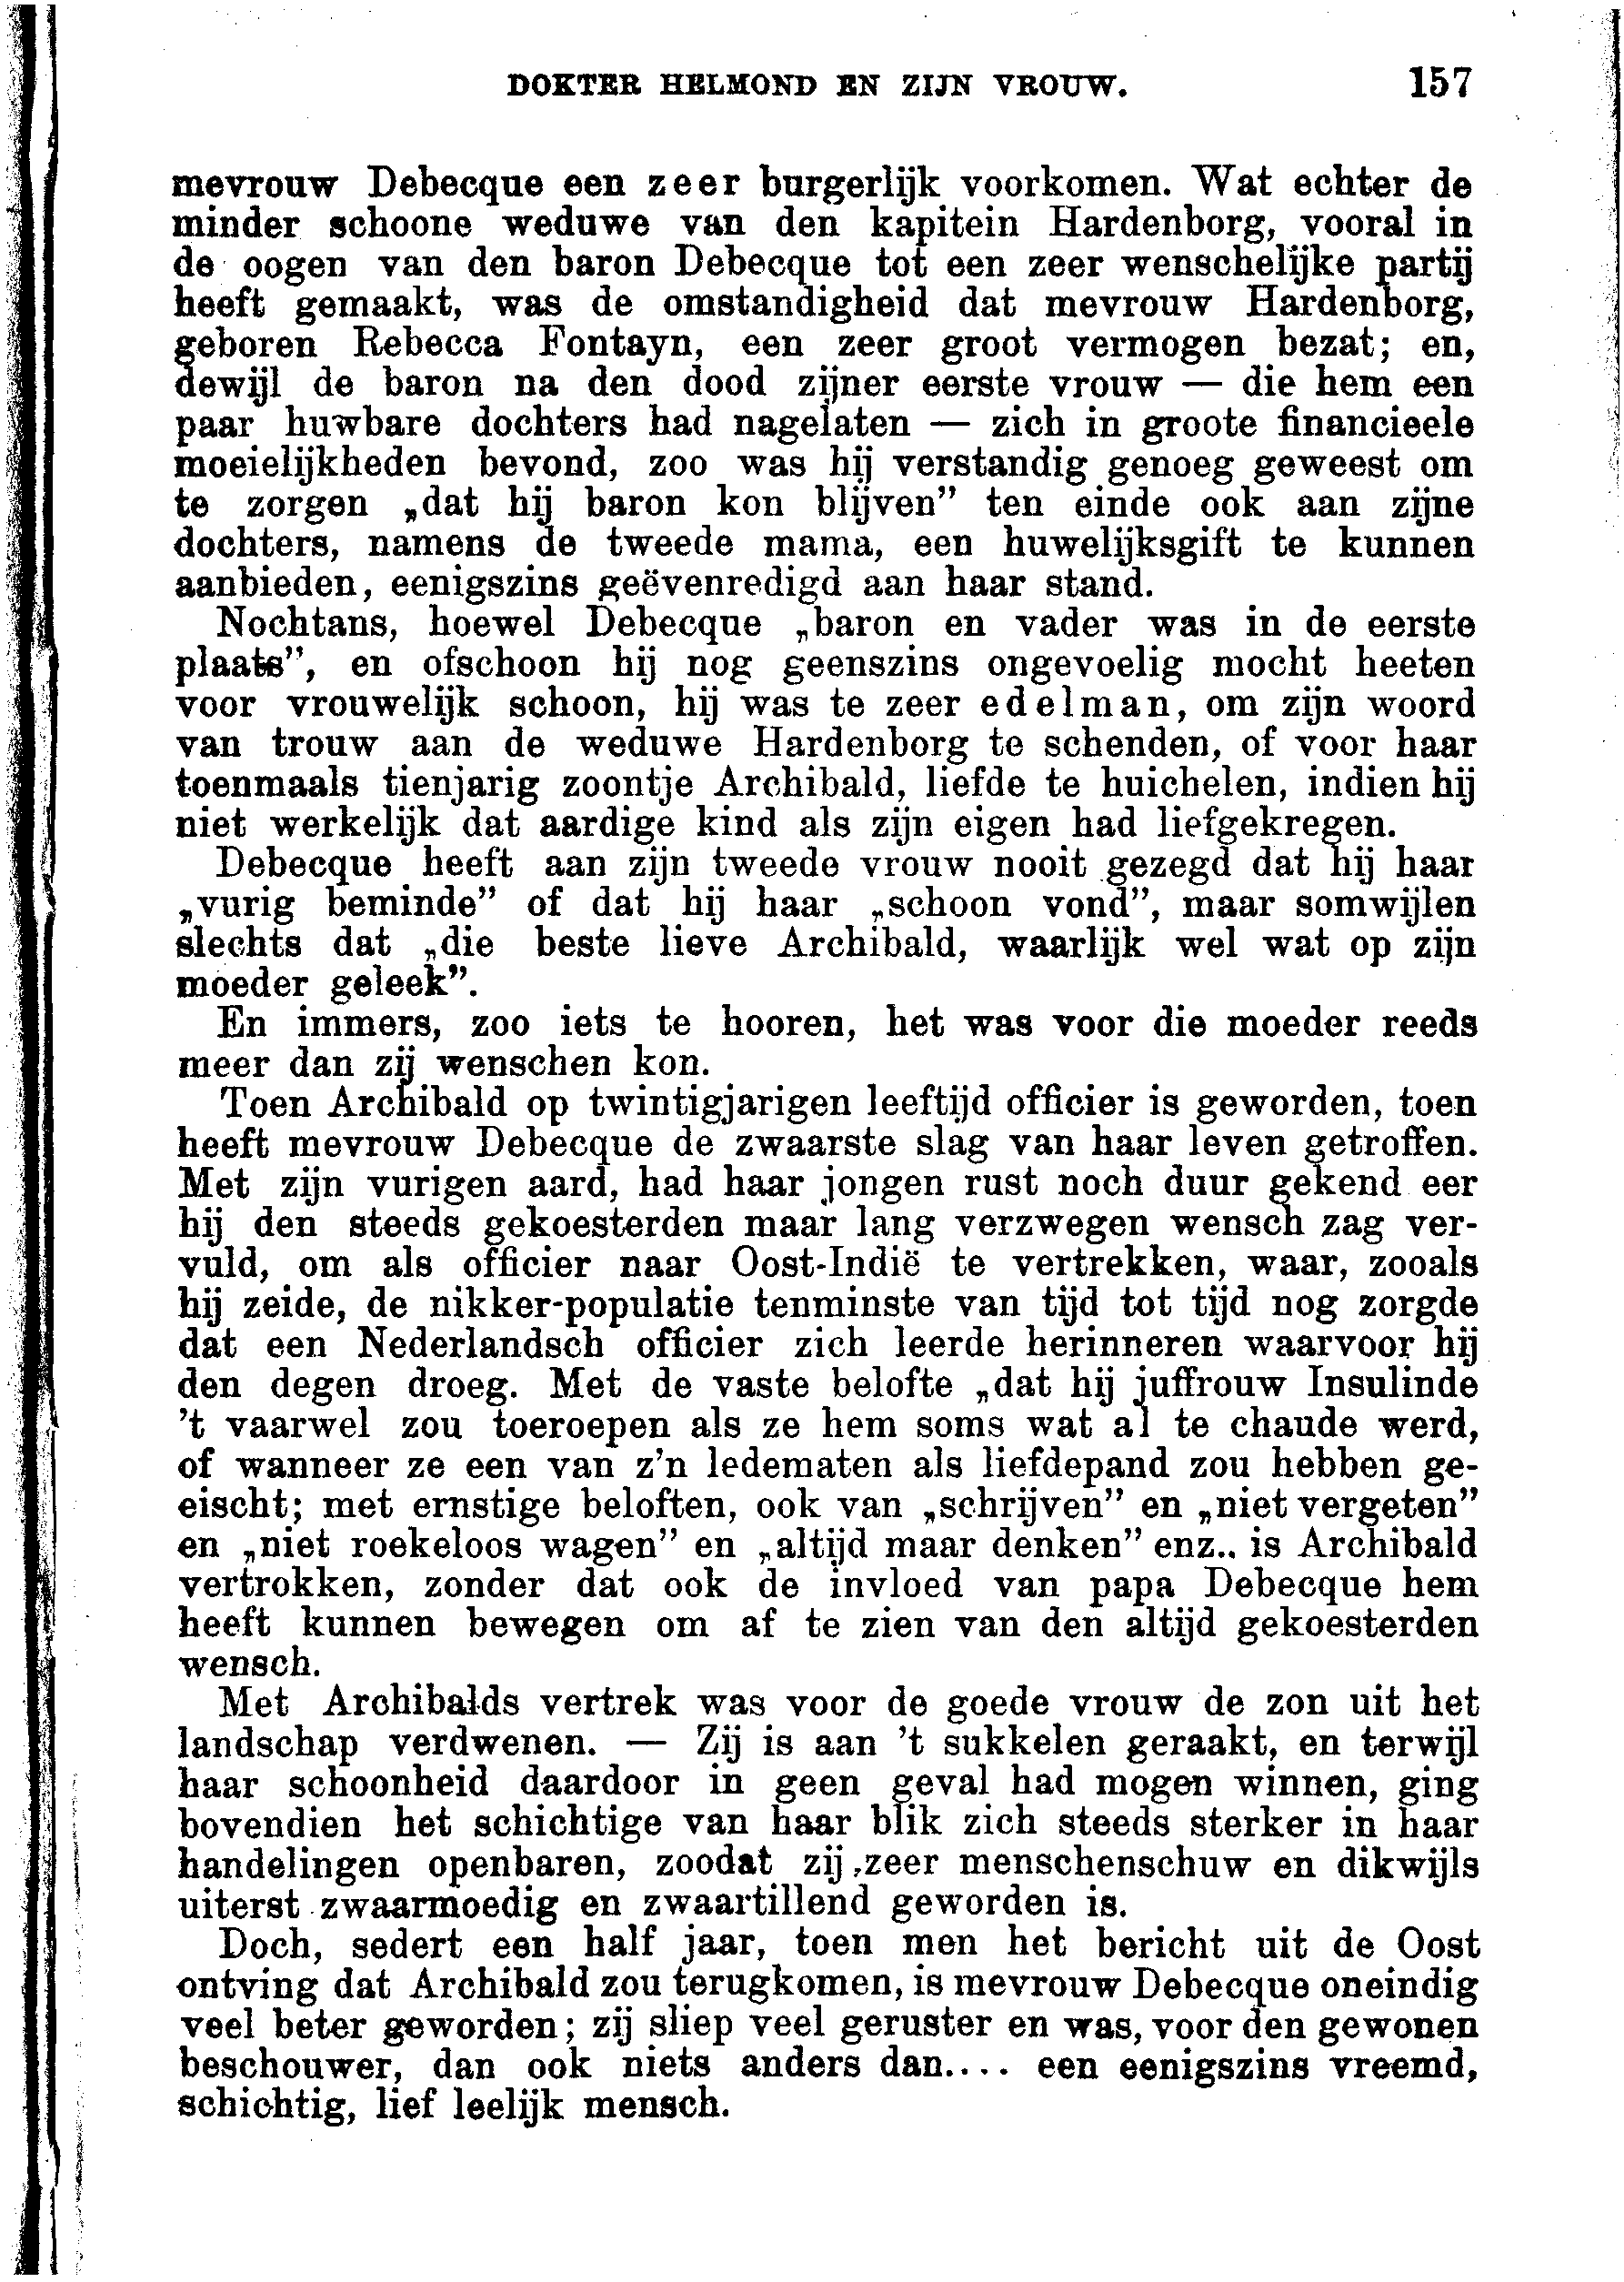 DOKTER HELMOND EN ZIJN VROUW. 157
mevrouw Debecque een zeer burgerlijk voorkomen. Wat echter de
minder schoone weduwe van den kapitein Hardenborg, vooral in
de oogen van den baron Debecque tot een zeer wenschelijke partij
heeft gemaakt, was de omstandigheid dat mevrouw Hardenborg,
geboren Rebecca Fontayn, een zeer groot vermogen bezat; en,
dewijl de baron na den dood zijner eerste vrouw — die hem een
paar huwbare dochters had nagelaten — zich in groote financieele
moeielijkheden bevond, zoo was hij verstandig genoeg geweest om
te zorgen „dat hij baron kon blijven” ten einde ook aan zijne
dochters, namens de tweede mama, een huwelijksgift te kunnen
aanbieden, eenigszins geëvenredigd aan haar stand.
Nochtans, hoewel Debecque „baron en vader was in de eerste
plaats”, en ofschoon hij nog geenszins ongevoelig mocht heeten
voor vrouwelijk schoon, hij was te zeer edelman, om zijn woord
van trouw aan de weduwe Hardenborg te schenden, of voor haar
toenmaals tienjarig zoontje Archibald, liefde te huichelen, indien hij
niet werkelijk dat aardige kind als zijn eigen had liefgekregen.
Debecque heeft aan zijn tweede vrouw nooit gezegd dat hij haar
„vurig beminde” of dat hij haar „schoon vond”, maar somwijlen
slechts dat „die beste lieve Archibald, waarlijk wel wat op zijn
moeder geleek”.
En immers, zoo iets te hooren, het was voor die moeder reeds
meer dan zij wenschen kon.
Toen Archibald op twintigjarigen leeftijd officier is geworden, toen
heeft mevrouw Debecque de zwaarste slag van haar leven getroffen.
Met zijn vurigen aard, had haar jongen rust noch duur gekend eer
hij den steeds gekoesterden maar lang verzwegen wensch zag ver-
vuld, om als officier naar Oost-Indië te vertrekken, waar, zooals
hij zeide, de nikker-populatie tenminste van tijd tot tijd nog zorgde
dat een Nederlandsch officier zich leerde herinneren waarvoor hij
den degen droeg. Met de vaste belofte „dat hij juffrouw Insulinde
't vaarwel zou toeroepen als ze hem soms wat al te chaude werd,
of wanneer ze een van z'n ledematen als liefdepand zou hebben ge-
eischt; met ernstige beloften, ook van „schrijven” en „niet vergeten”
en „niet roekeloos wagen” en „altijd maar denken” enz.. is Archibald
vertrokken, zonder dat ook de invloed van papa Debecque hem
heeft kunnen bewegen om af te zien van den altijd gekoesterden
wensch.
Met Archibalds vertrek was voor de goede vrouw de zon uit het
landschap verdwenen. — Zij is aan 't sukkelen geraakt, en terwijl
haar schoonheid daardoor in geen geval had mogen winnen, ging
bovendien het schichtige van haar blik zich steeds sterker in haar
handelingen openbaren, zoodat zij zeer menschenschuw en dikwijls
uiterst zwaarmoedig en zwaartillend geworden is.
Doch, sedert een half jaar, toen men het bericht uit de Oost
ontving dat Archibald zou terugkomen, is mevrouw Debecque oneindig
veel beter geworden; zij sliep veel geruster en was, voor den gewonen
beschouwer, dan ook niets anders dan.... een eenigszins vreemd,
schichtig, lief leelijk mensch.